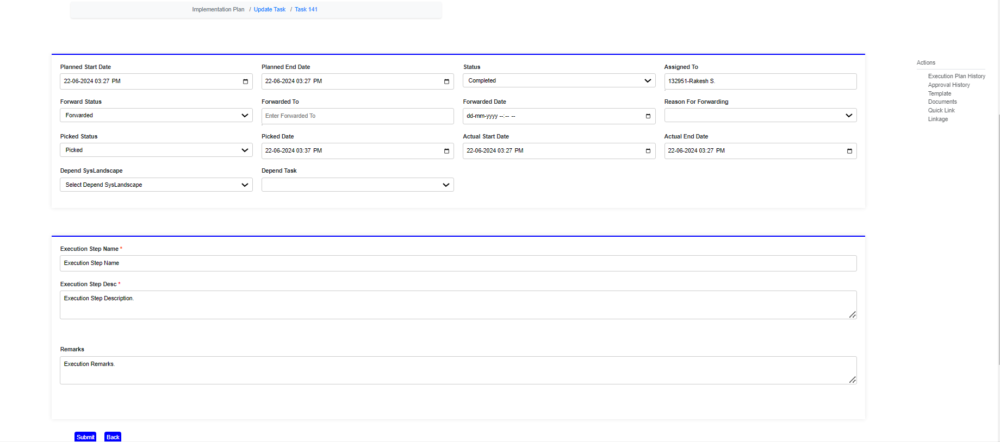 Implementation Plan / Update Task / Task 141
Planned Start Date
22-06-2024 03:27 PM
Planned End Date
22-06-2024 03:27 PM
Status
Completed
Assigned To
132951-Rakesh S.
Forward Status
Forwarded
Forwarded To
Enter Forwarded To
Forwarded Date
dd-mm-yyyy --:-- --
Reason For Forwarding
Picked Status
Picked
Picked Date
22-06-2024 03:37 PM
Actual Start Date
22-06-2024 03:27 PM
Actual End Date
22-06-2024 03:27 PM
Depend SysLandscape
Select Depend SysLandscape
Depend Task
Execution Step Name *
Execution Step Name
Execution Step Desc *
Execution Step Description.
Remarks
Execution Remarks.
Submit
Back
Actions
Execution Plan History
Approval History
Template
Documents
Quick Link
Linkage